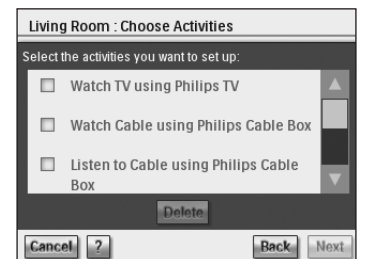 Living Room : Choose Activities
Select the activities you want to set up:
Watch TV using Philips TV
Watch Cable using Philips Cable Box
Listen to Cable using Philips Cable
Box
Delete
Cancel ? Back Next